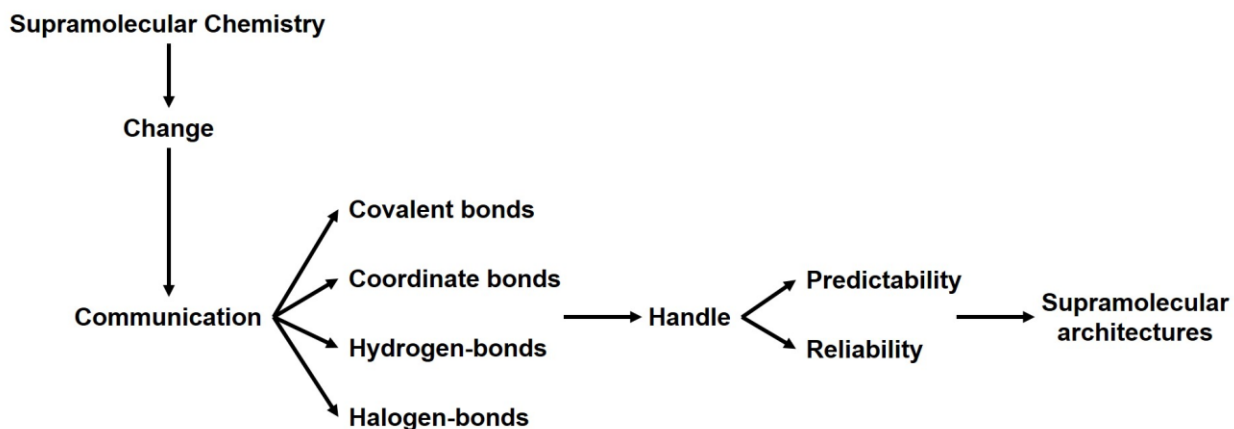 Supramolecular Chemistry
Change
Communication
Covalent bonds
Coordinate bonds
Hydrogen-bonds
Halogen-bonds
Handle
Predictability
Reliability
Supramolecular
architectures